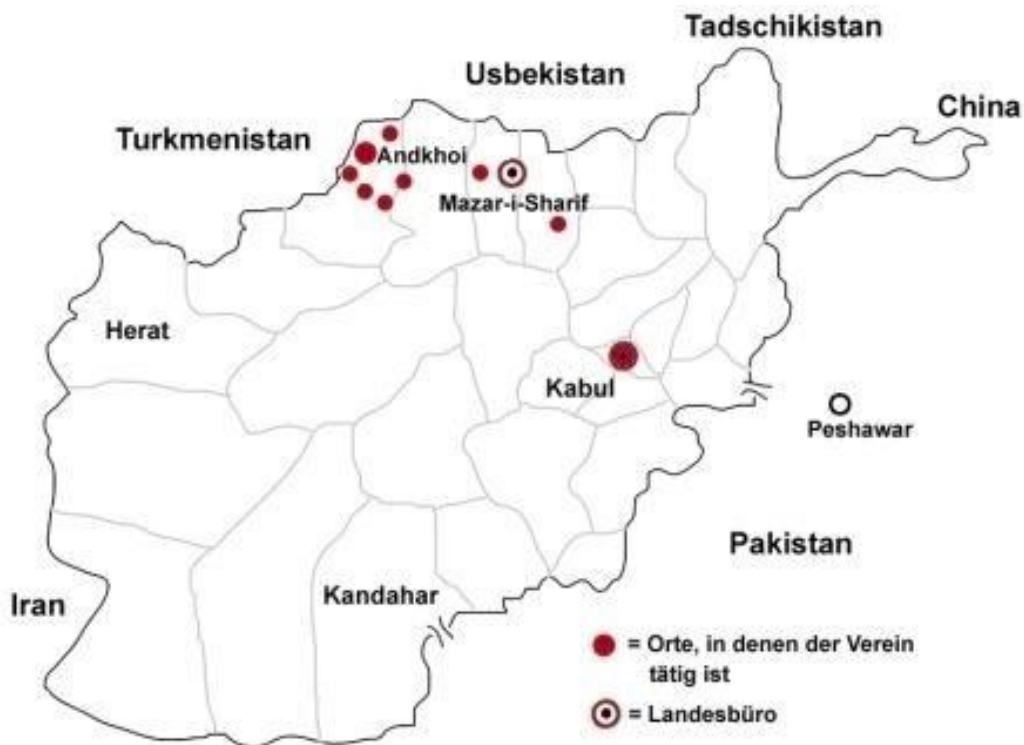 Tadschikistan
Usbekistan
China
Turkmenistan
Andkhoi
Mazar-i-Sharif
Herat
Kabul
Peshawar
Pakistan
Kandahar
Iran
= Orte, in denen der Verein
tätig ist
= Landesbüro